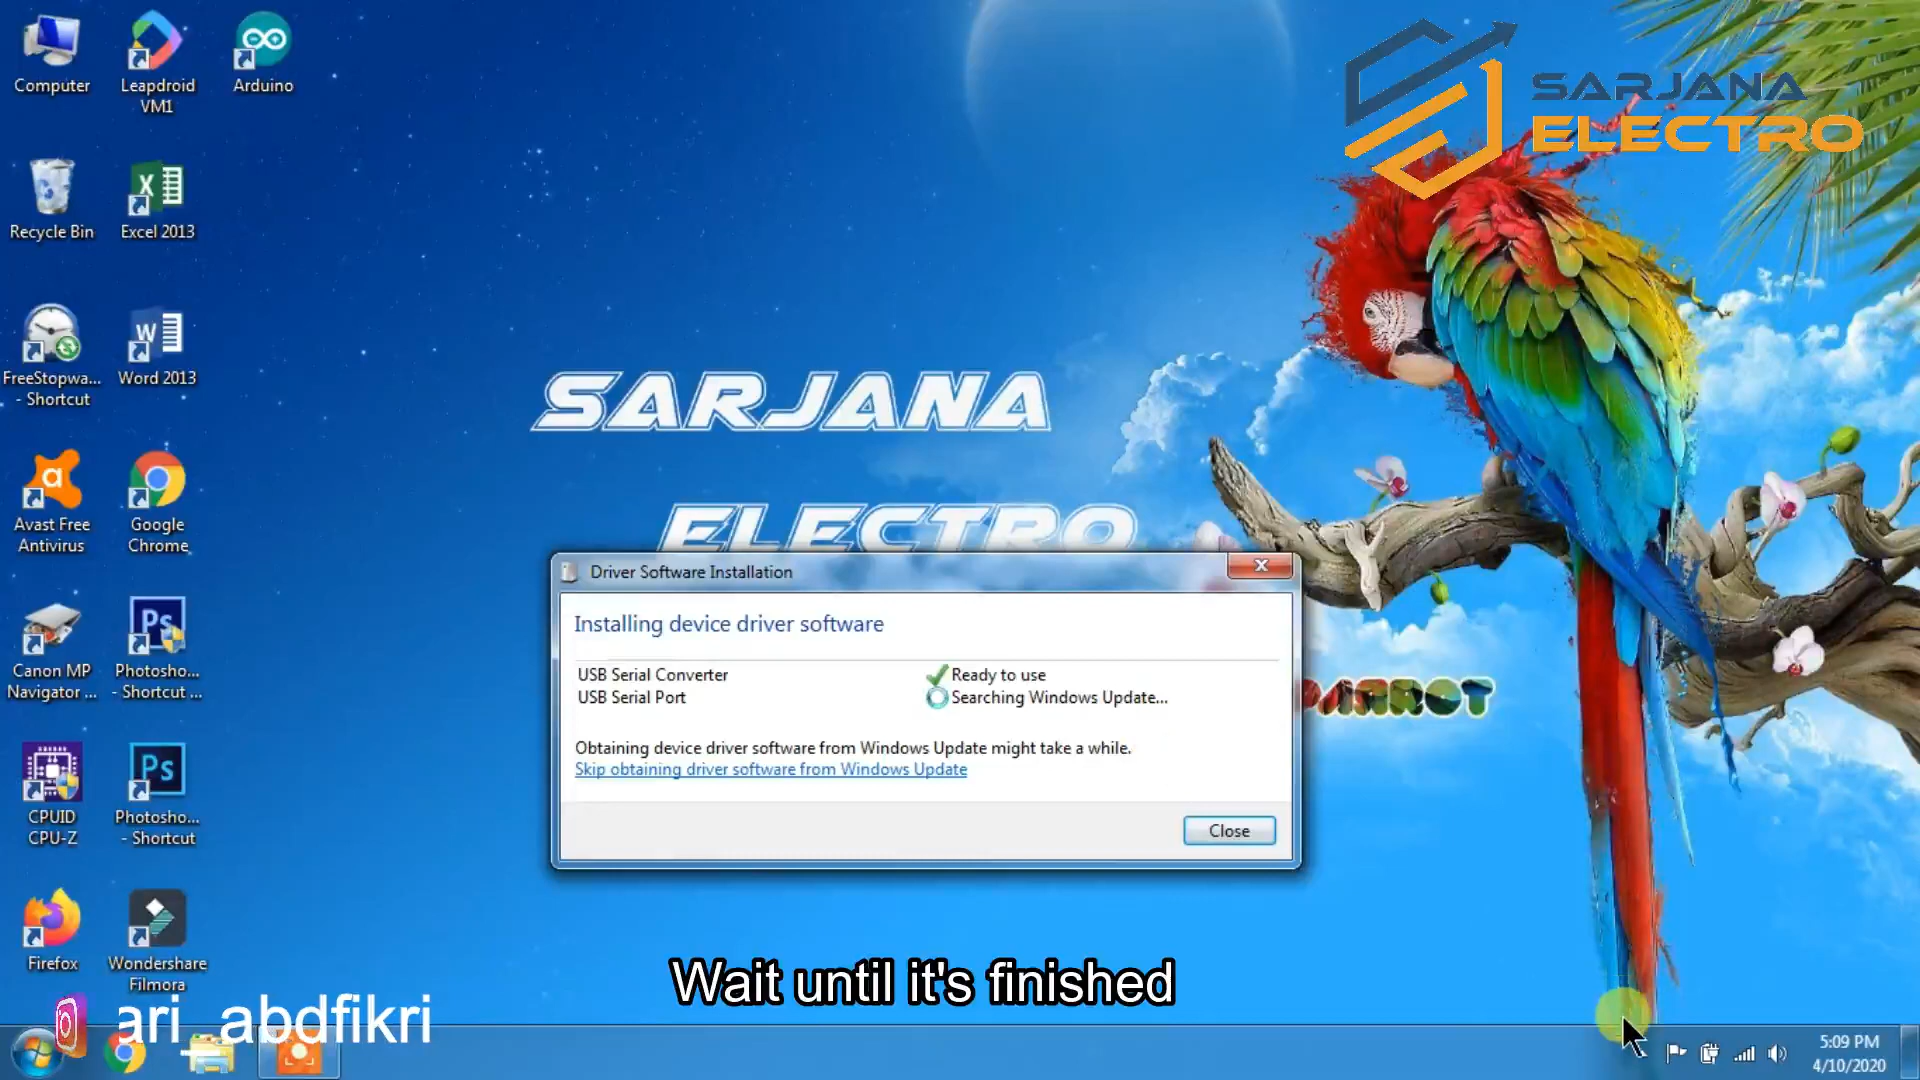 Computer
Leapdroid
VM1
Arduino
Recycle Bin
Excel 2013
FreeStopwa...
- Shortcut
Word 2013
Avast Free
Antivirus
Google
Chrome
Canon MP
Navigator ...
Photosho...
- Shortcut ...
CPUID
CPU-Z
Photosho...
- Shortcut
Firefox
Wondershare
Filmora
SARJANA
ELECTRO
SARJANA
ELECTRO
PARROT
Driver Software Installation
Installing device driver software
USB Serial Converter Ready to use
USB Serial Port Searching Windows Update...
Obtaining device driver software from Windows Update might take a while.
Skip obtaining driver software from Windows Update
Close
Wait until it's finished
ari_abdfikri
5:09 PM
4/10/2020